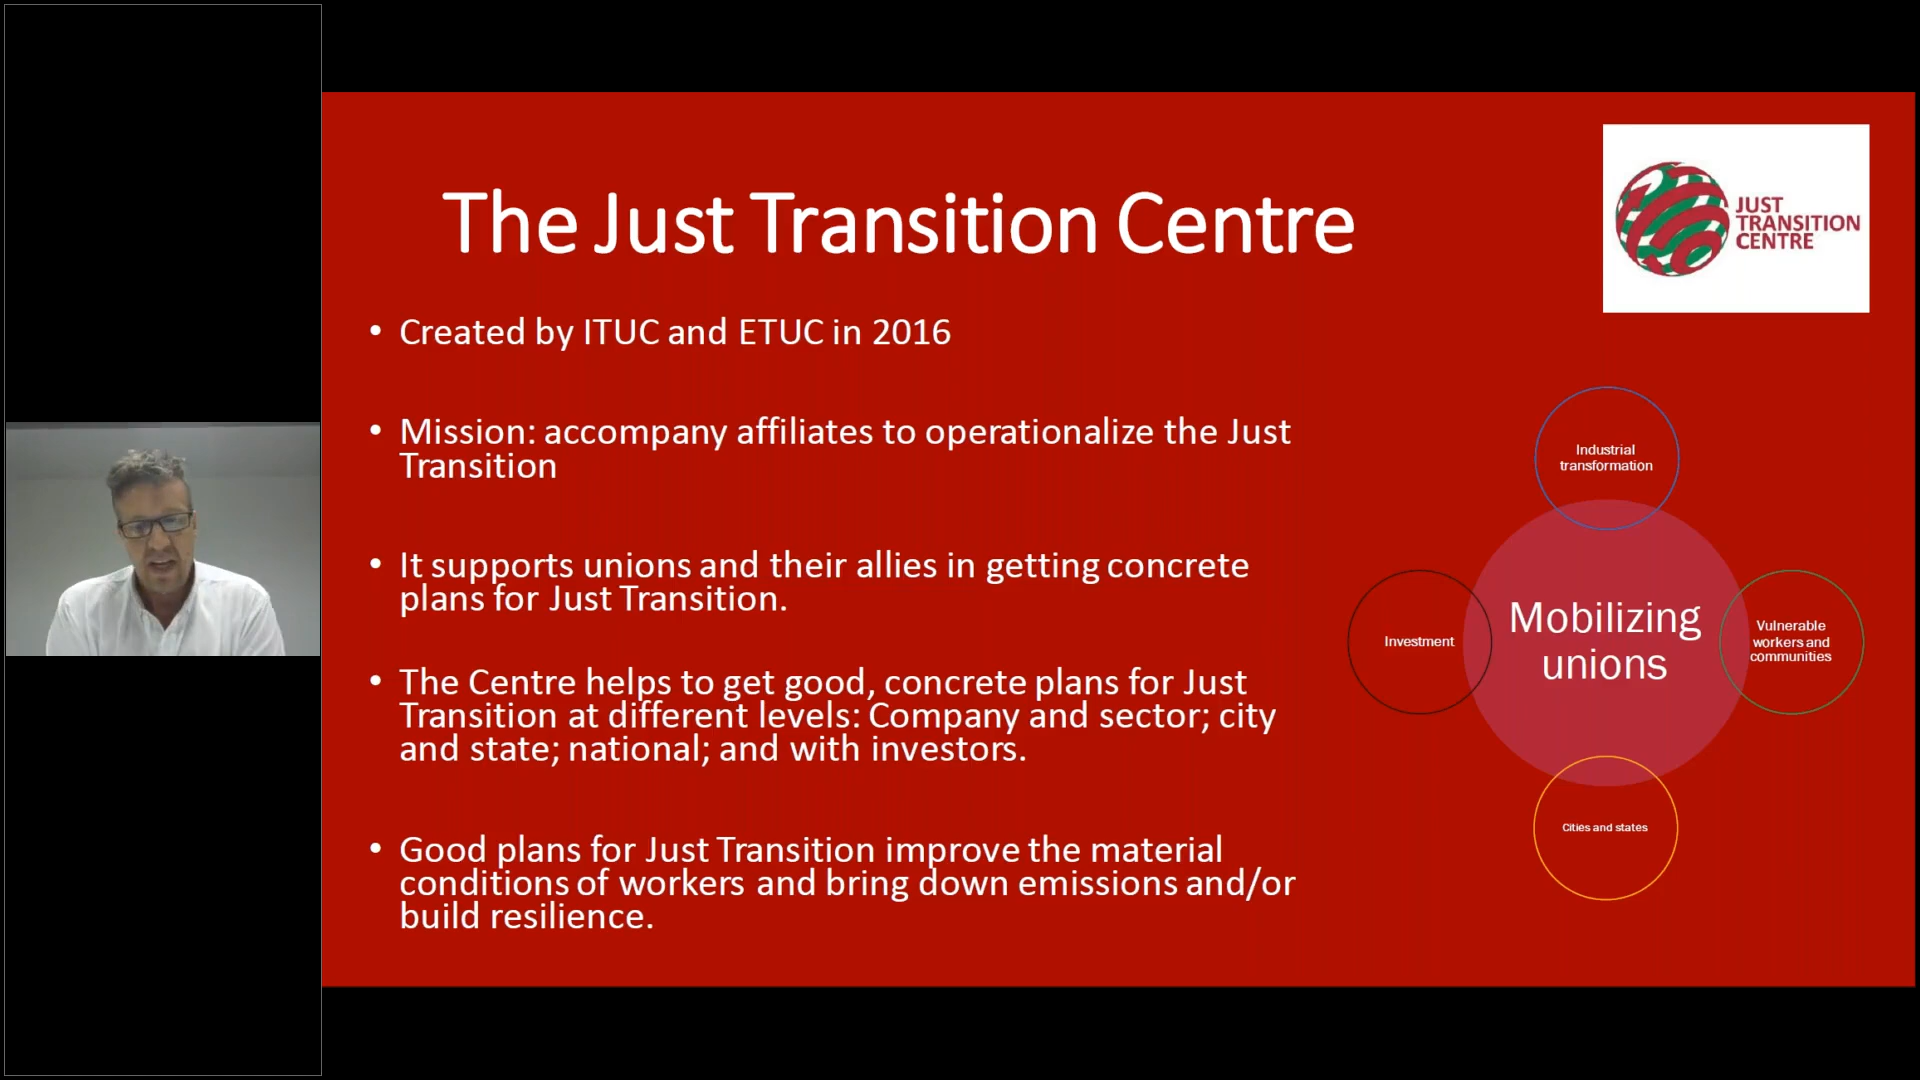 The Just Transition Centre
JUST
TRANSITION
CENTRE
• Created by ITUC and ETUC in 2016
• Mission: accompany affiliates to operationalize the Just
Transition
• It supports unions and their allies in getting concrete
plans for Just Transition.
• The Centre helps to get good, concrete plans for Just
Transition at different levels: Company and sector; city
and state; national; and with investors.
• Good plans for Just Transition improve the material
conditions of workers and bring down emissions and/or
build resilience.
Industrial
transformation
Investment
Mobilizing
unions
Vulnerable
workers and
communities
Cities and states